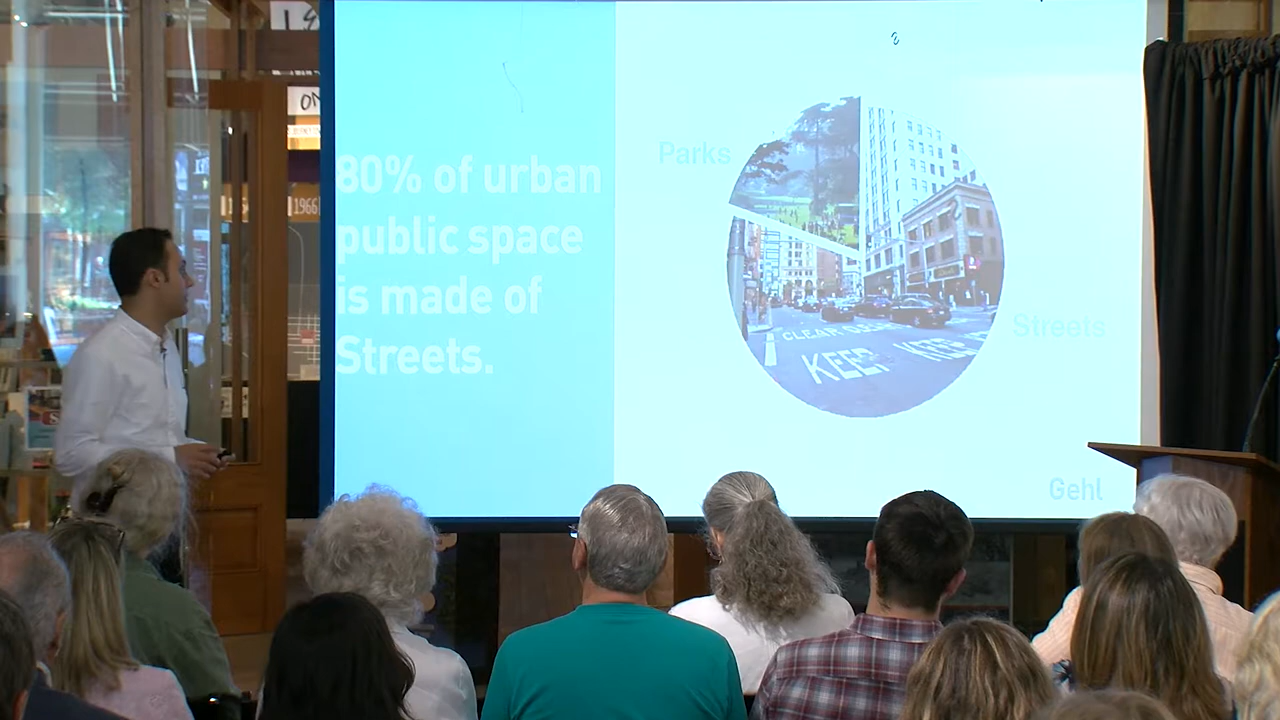 80% of urban
public space
is made of
Streets.
Parks
Streets
CLEAR
KEEP
KEEP
Gehl
1966